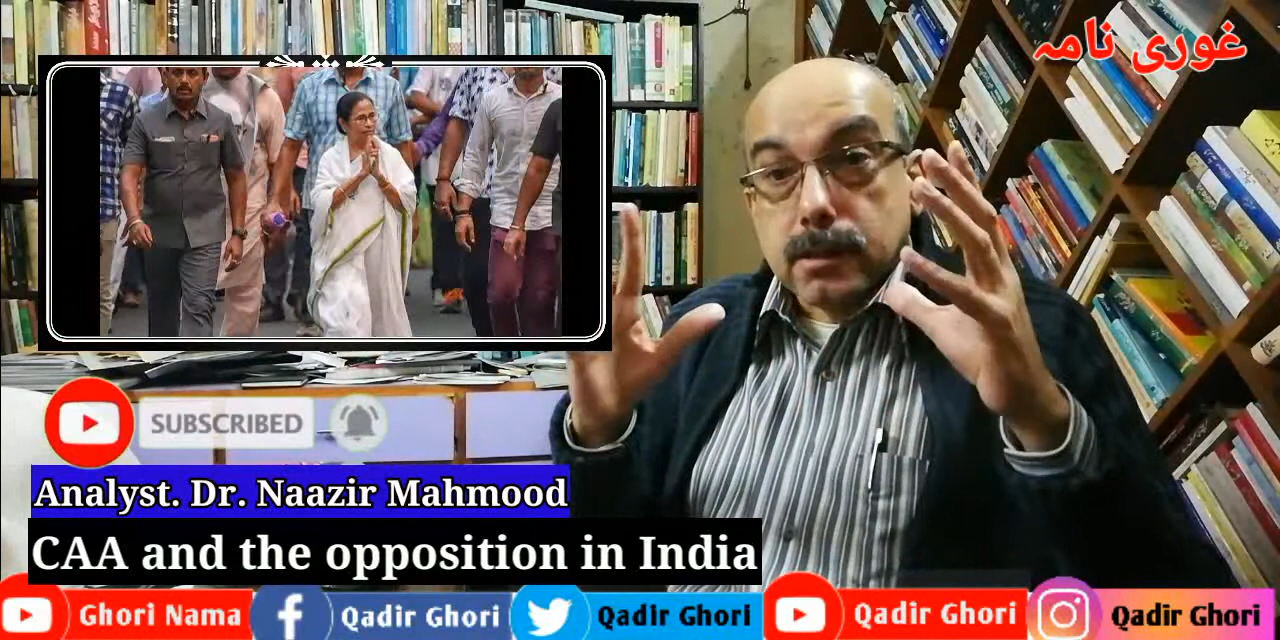 غوری نامہ
SUBSCRIBED
Analyst. Dr. Naazir Mahmood
CAA and the opposition in India
Ghori Nama
Qadir Ghori
Qadir Ghori
Qadir Ghori
Qadir Ghori